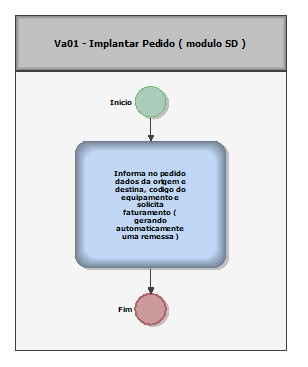 Va01 - Implantar Pedido ( modulo SD )
Inicio
Informa no pedido
dados da origem e
destina, codigo do
equipamento e
solicita
faturamento (
gerando
automaticamente
uma remessa )
Fim